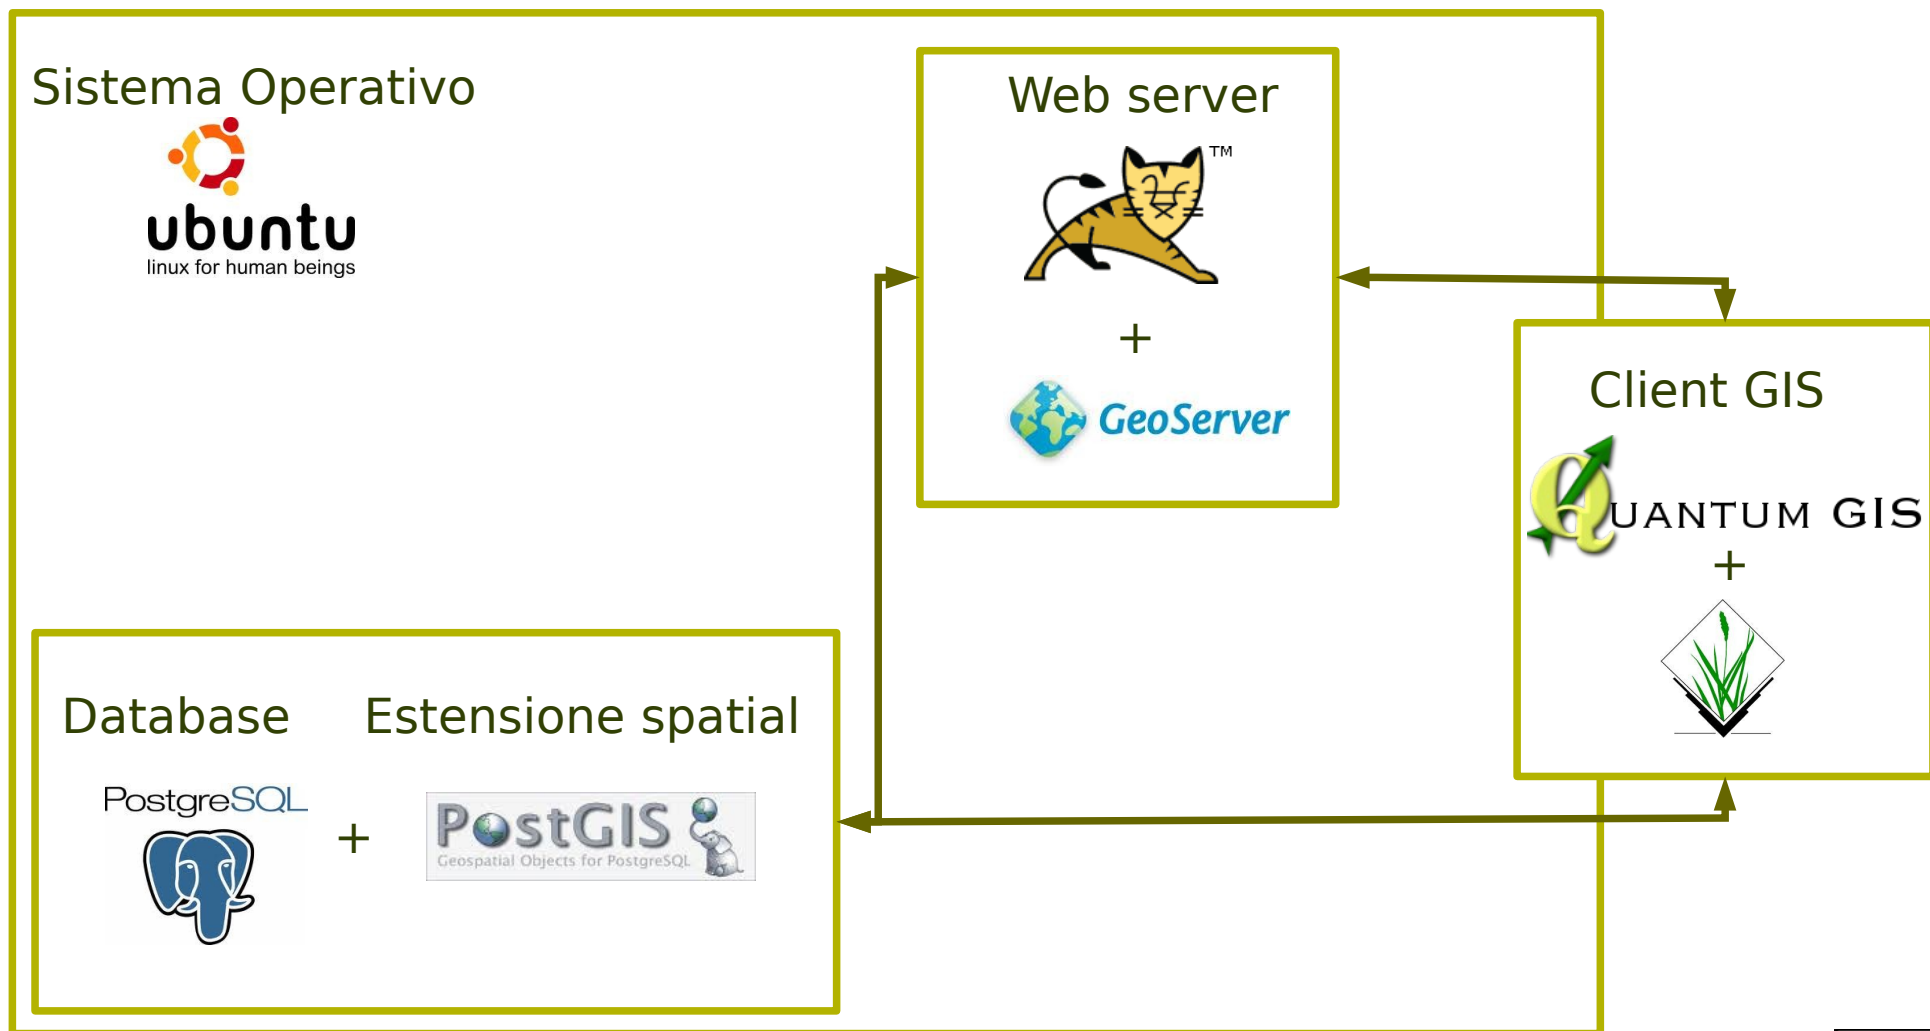 Sistema Operativo
ubuntu
linux for human beings
Web server
TM
+
GeoServer
Client GIS
QUANTUM GIS
+
Database
Estensione spatial
PostgreSQL
+
PostGIS
Geospatial Objects for PostgreSQL